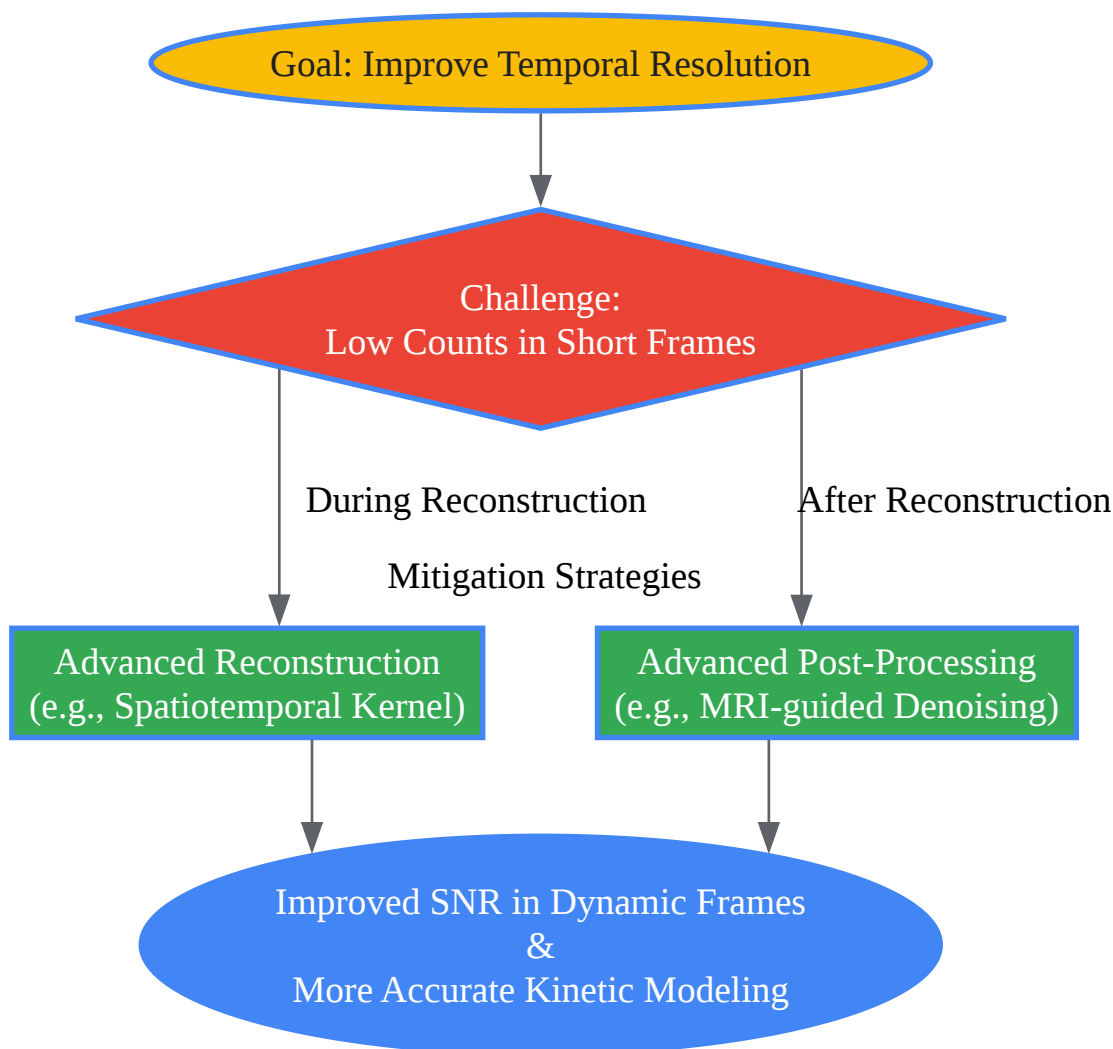 Goal: Improve Temporal Resolution
Challenge:
Low Counts in Short Frames
During Reconstruction
After Reconstruction
Mitigation Strategies
Advanced Reconstruction
(e.g., Spatiotemporal Kernel)
Advanced Post-Processing
(e.g., MRI-guided Denoising)
Improved SNR in Dynamic Frames
&
More Accurate Kinetic Modeling